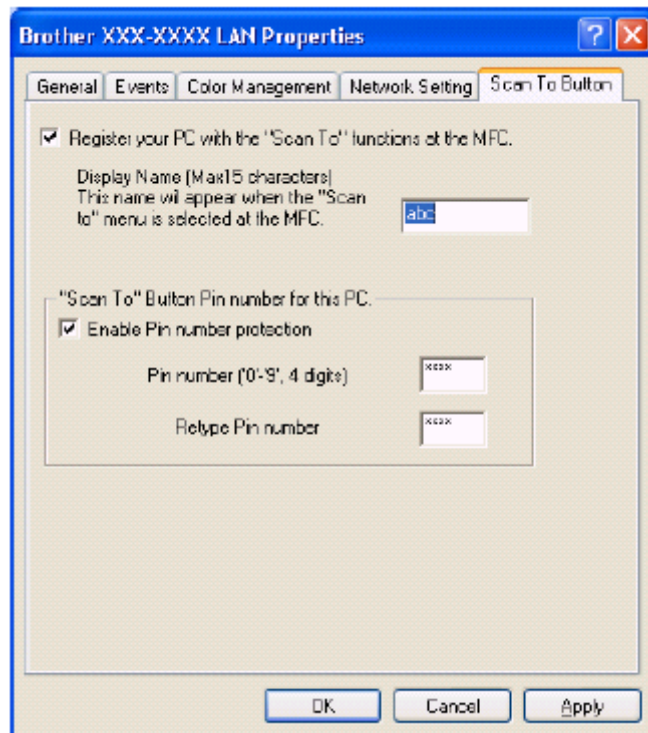 Brother XXX-XXXX LAN Properties
General Events Color Management Network Setting Scan To Button
Register your PC with the "Scan To" functions at the MFC.
Display Name (Max15 characters)
This name will appear when the "Scan
to" menu is selected at the MFC.
abc
"Scan To" Button Pin number for this PC.
Enable Pin number protection
Pin number ('0'-'9', 4 digits)
xxxx
Retype Pin number
xxxx
OK Cancel Apply